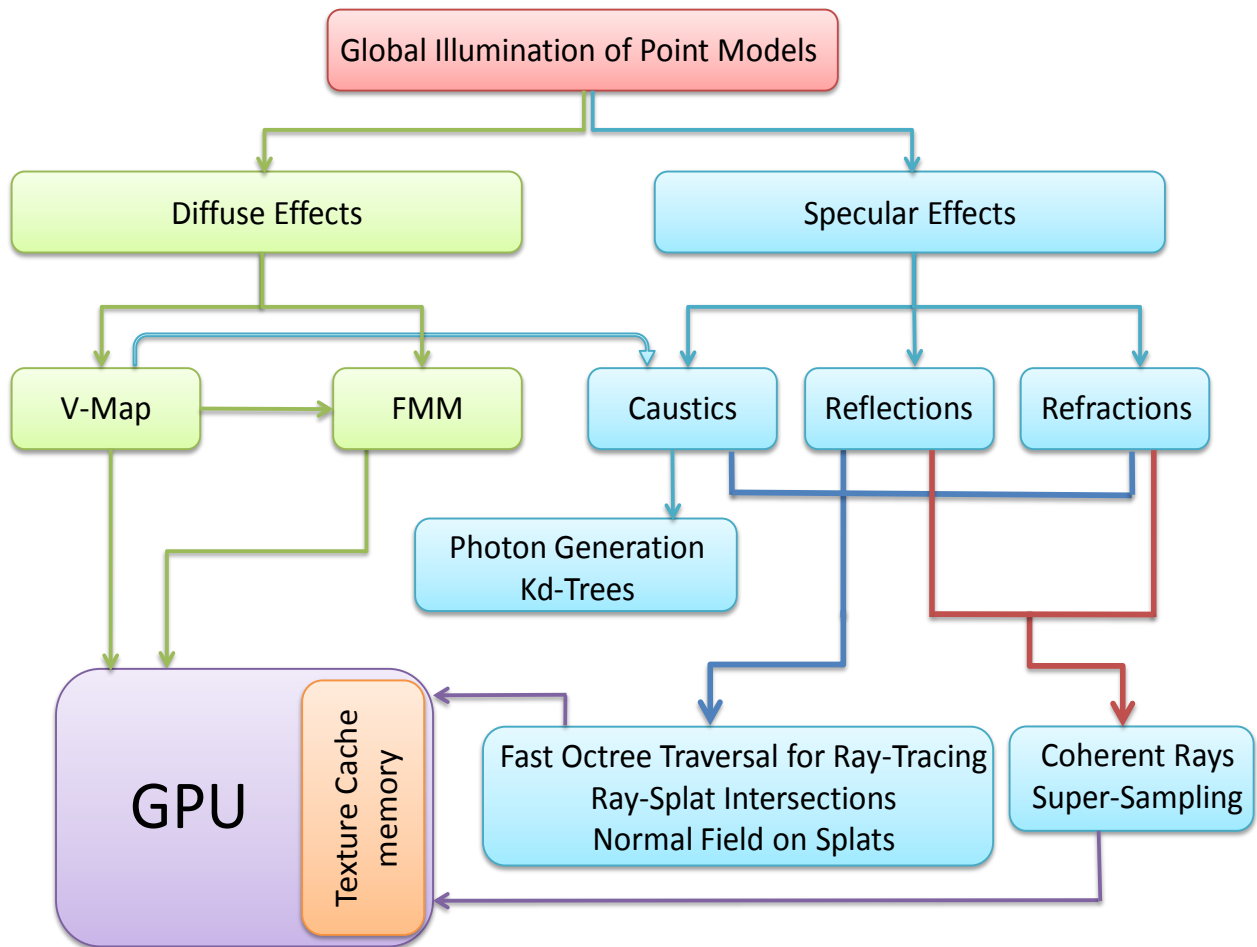 Global Illumination of Point Models
Diffuse Effects
Specular Effects
V-Map
FMM
Caustics
Reflections
Refractions
Photon Generation
Kd-Trees
GPU
Texture Cache
memory
Fast Octree Traversal for Ray-Tracing
Ray-Splat Intersections
Normal Field on Splats
Coherent Rays
Super-Sampling